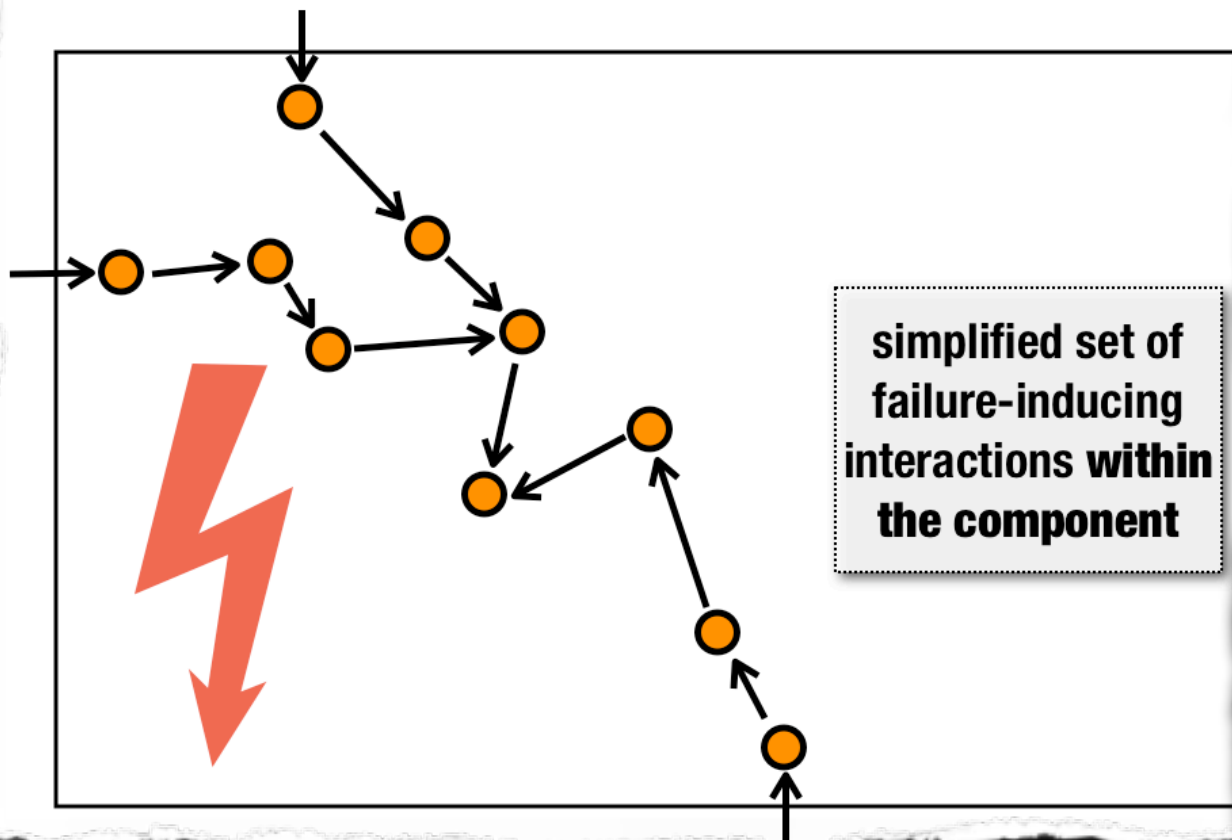 simplified set of
failure-inducing
interactions within
the component